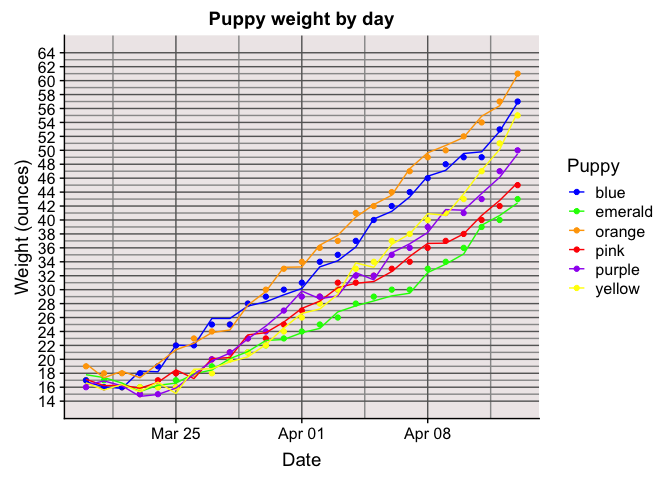 Puppy weight by day
64
62
60
58
56
54
52
50
48
46
44
42
40
38
36
34
32
30
28
26
24
22
20
18
16
14
Weight (ounces)
Mar 25
Apr 01
Apr 08
Date
Puppy
blue
emerald
orange
pink
purple
yellow